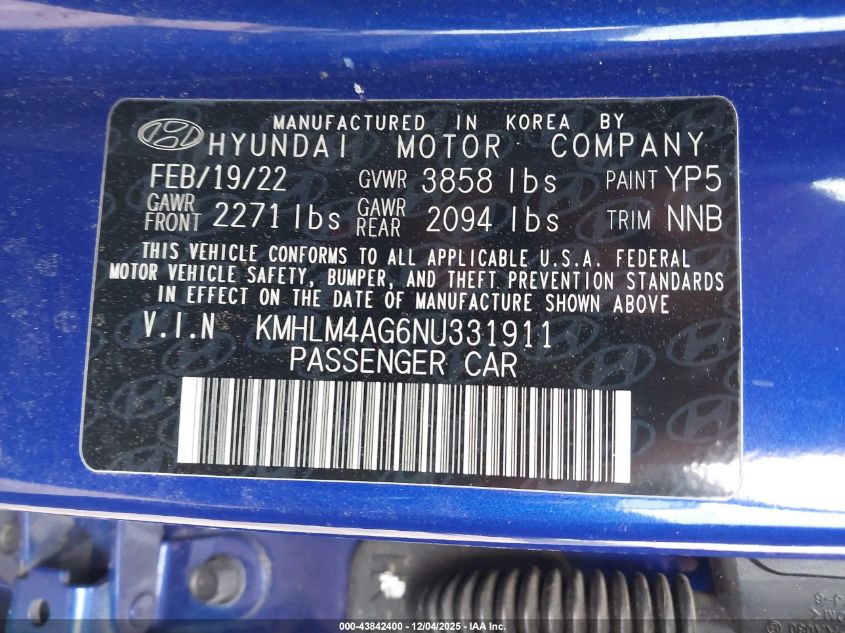 MANUFACTURED IN KOREA BY
HYUNDAI MOTOR COMPANY
FEB/19/22 GVWR 3858 lbs PAINT YP5
GAWR FRONT 2271 lbs GAWR REAR 2094 lbs TRIM NNB
THIS VEHICLE CONFORMS TO ALL APPLICABLE U.S.A. FEDERAL
MOTOR VEHICLE SAFETY, BUMPER, AND THEFT PREVENTION STANDARDS
IN EFFECT ON THE DATE OF MANUFACTURE SHOWN ABOVE
V.I.N KMHLM4AG6NU331911
PASSENGER CAR
000-43842400 - 12/04/2025 - IAA Inc.